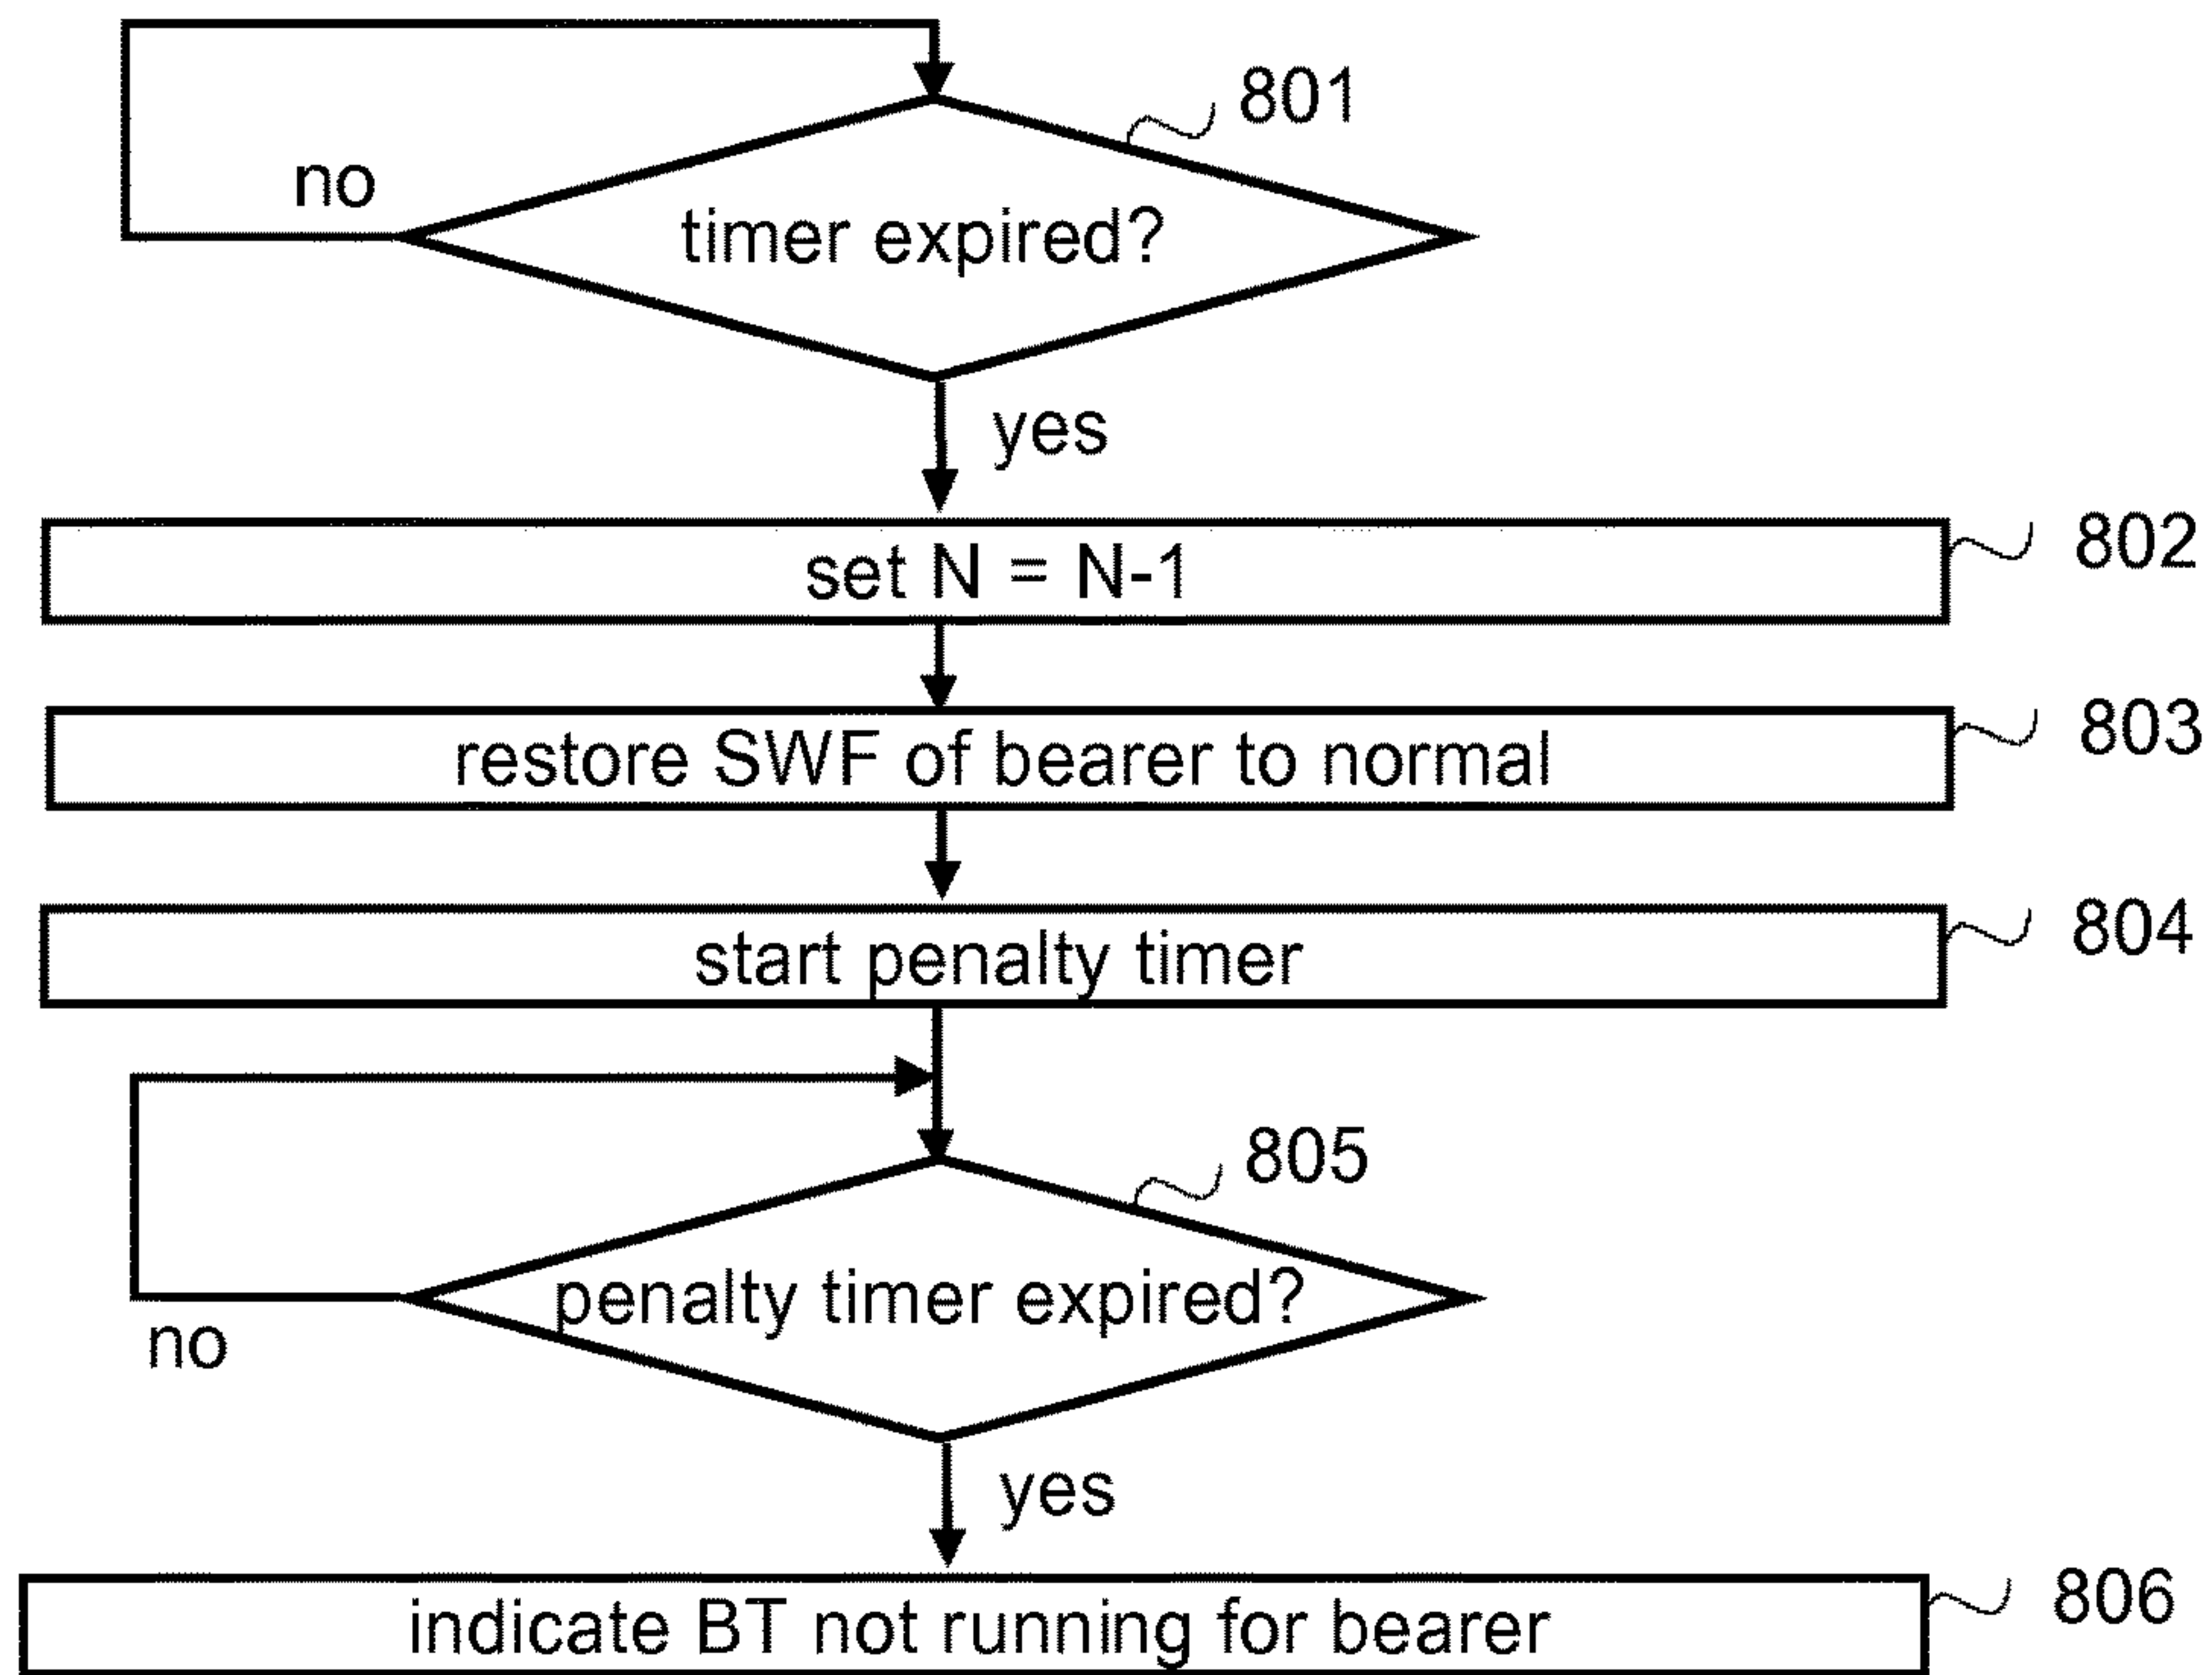 801
no
timer expired?
yes
802
set N = N-1
803
restore SWF of bearer to normal
804
start penalty timer
805
penalty timer expired?
no
yes
806
indicate BT not running for bearer